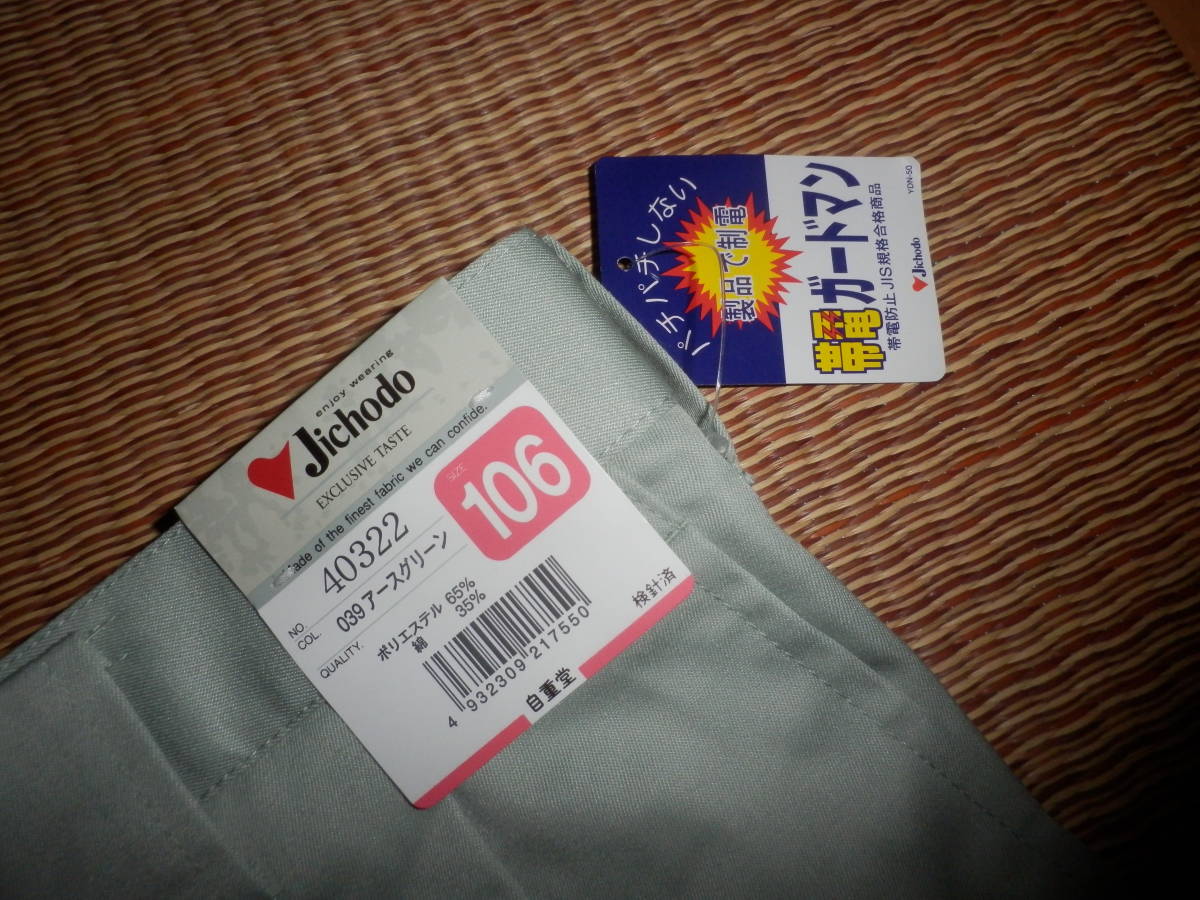 enjoy wearing
Jichodo
EXCLUSIVE TASTE
ade of the finest fabric we can confide.
SIZE
106
NO. 40322
COL. 039 アースグリーン
QUALITY. ポリエステル 65%
綿 35%
4 932309 217550
検針済
自重堂
パチパチしない
製品で制電
帯電ガードマン
帯電防止 JIS規格合格商品
Jichodo
YDN-50